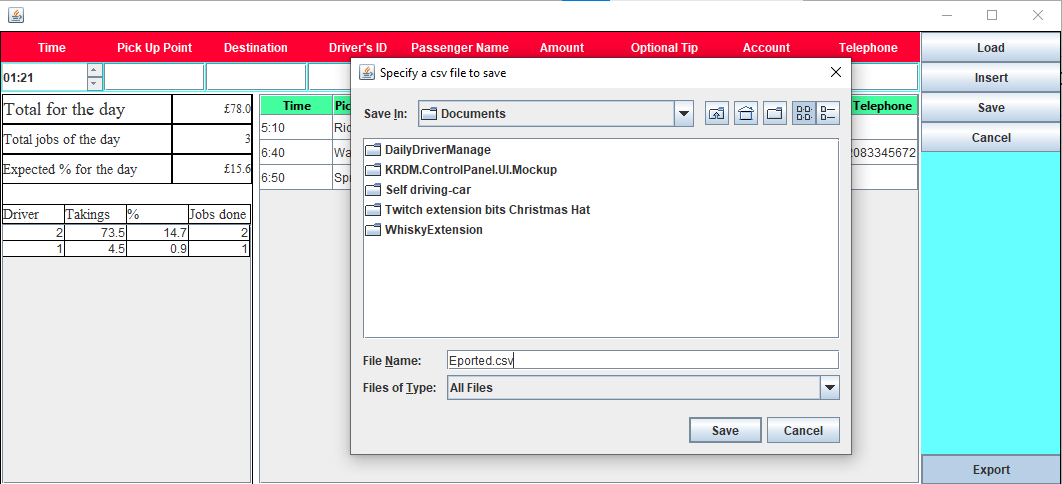 Time Pick Up Point Destination Driver's ID Passenger Name Amount Optional Tip Account Telephone Load
01:21 Insert
Save
Cancel
Total for the day £78.0
Total jobs of the day 3
Expected % for the day £15.6
Driver Takings % Jobs done
2 73.5 14.7 2
1 4.5 0.9 1
Time Telephone
5:10
6:40 2083345672
6:50
Specify a csv file to save
Save In: Documents
DailyDriverManage
KRDM.ControlPanel.UI.Mockup
Self driving-car
Twitch extension bits Christmas Hat
WhiskyExtension
File Name: Eported.csv
Files of Type: All Files
Save Cancel
Export